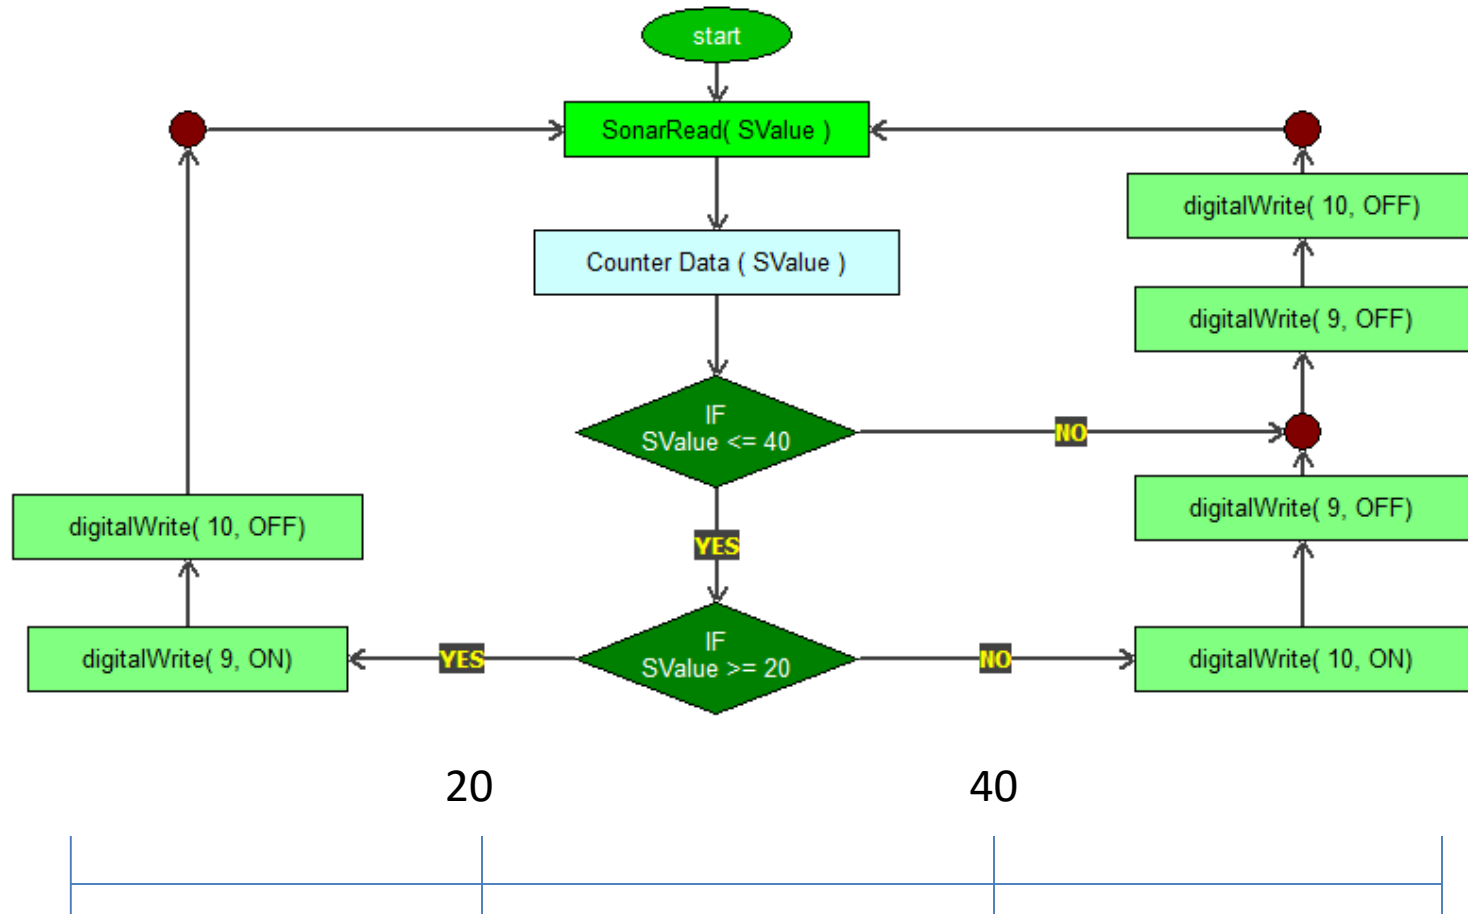 start
SonarRead( SValue )
digitalWrite( 10, OFF)
Counter Data ( SValue )
digitalWrite( 9, OFF)
IF
SValue <= 40
NO
digitalWrite( 10, OFF)
digitalWrite( 9, OFF)
YES
IF
SValue >= 20
digitalWrite( 9, ON)
YES
NO
digitalWrite( 10, ON)
20
40